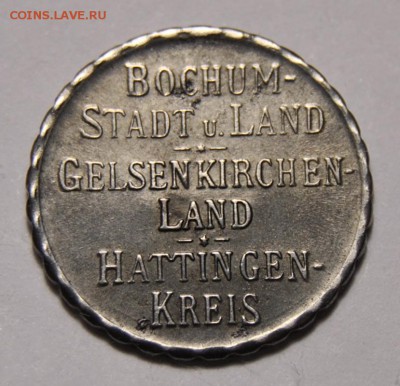 COINS.LAVE.RU
BOCHUM-
STADT u. LAND
GELSENKIRCHEN-
LAND
HATTINGEN-
KREIS